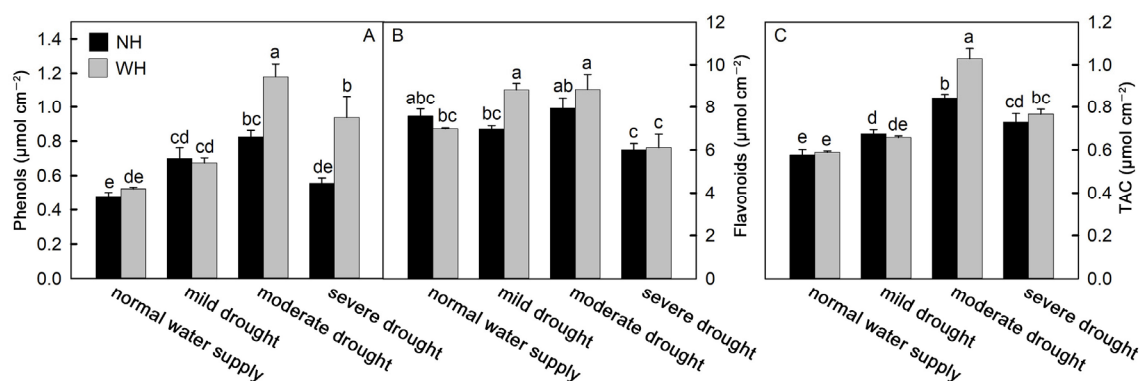 A
NH
WH
Phenols (µmol cm⁻²)
1.4
1.2
1.0
0.8
0.6
0.4
0.2
0.0
e de cd cd bc a de b
normal water supply
mild drought
moderate drought
severe drought
B
abc bc bc a ab a c c
12
10
8
6
4
2
0
Flavonoids (µmol cm⁻²)
normal water supply
mild drought
moderate drought
severe drought
C
e e d de b a cd bc
1.2
1.0
0.8
0.6
0.4
0.2
0.0
TAC (µmol cm⁻²)
normal water supply
mild drought
moderate drought
severe drought